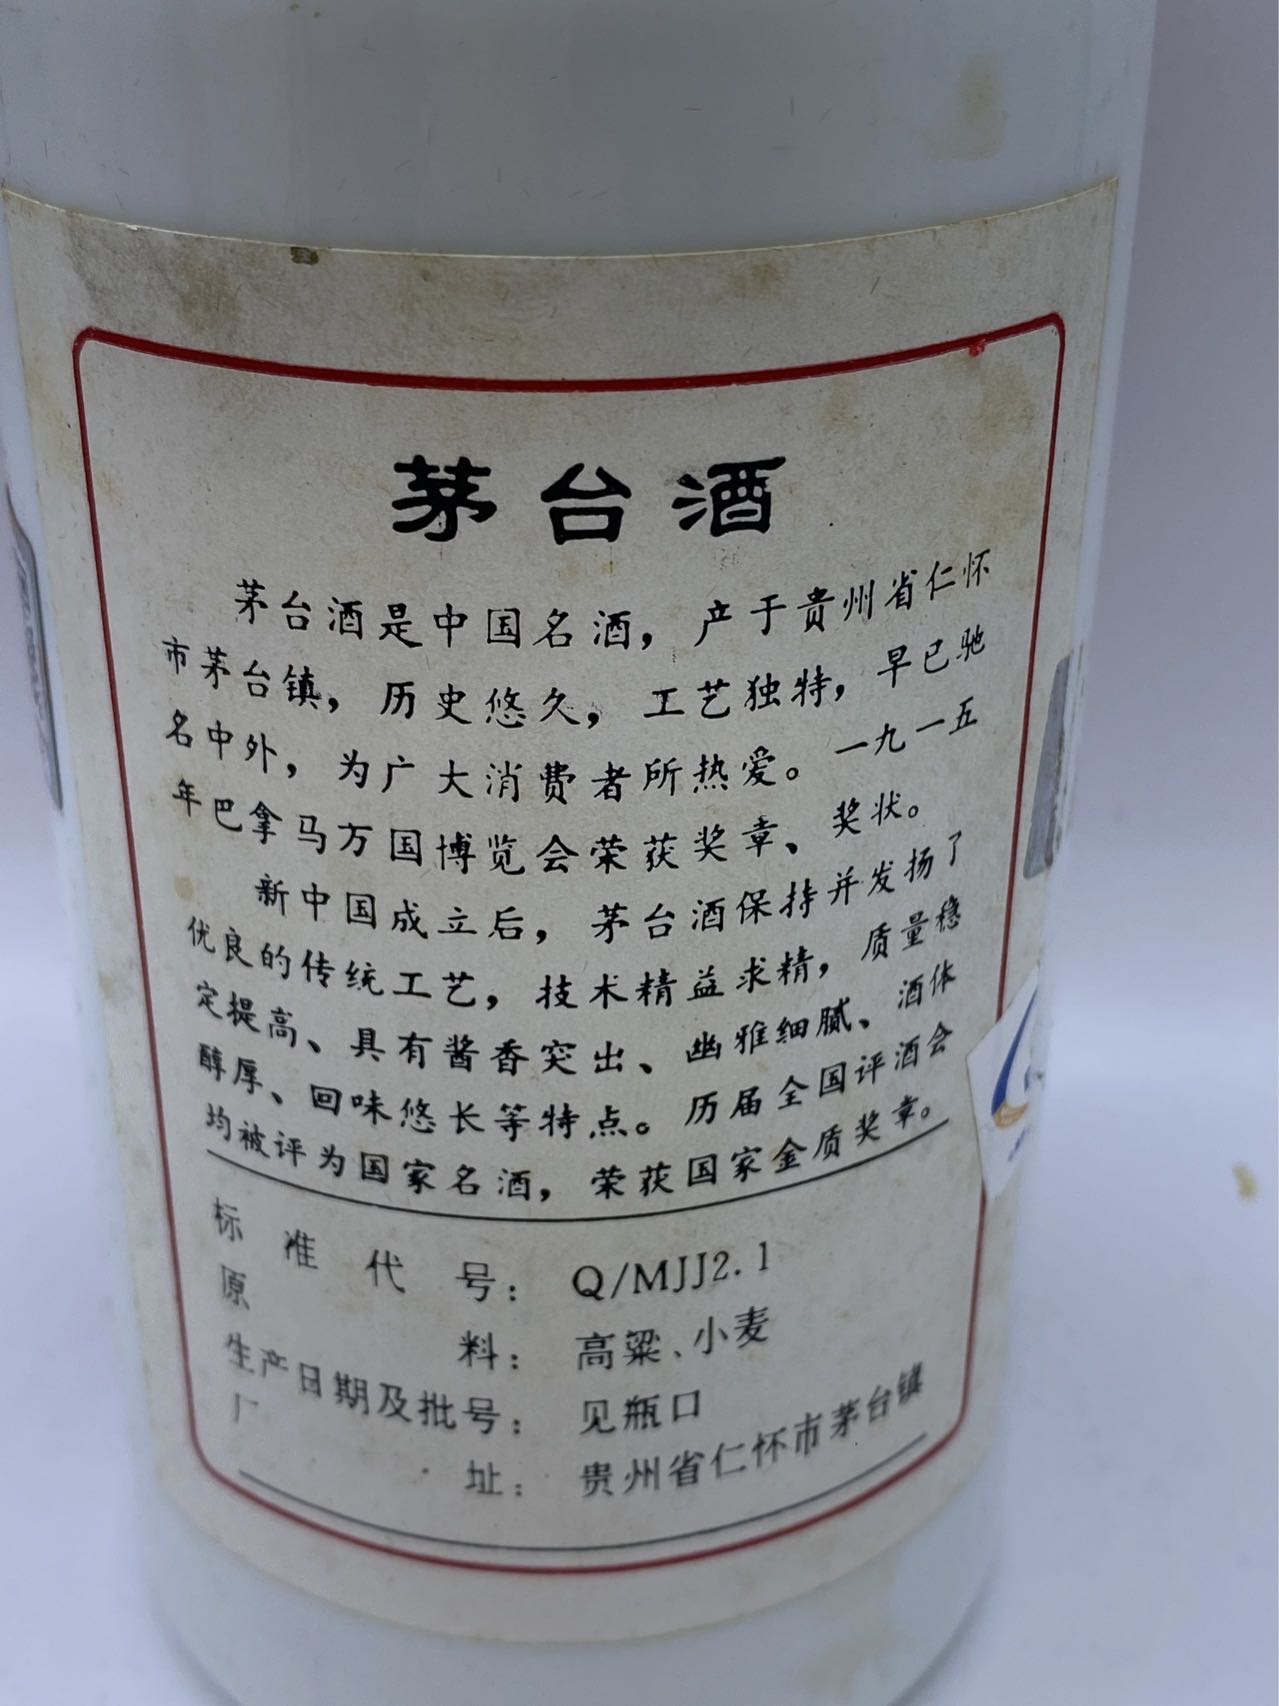 茅台酒
茅台酒是中国名酒，产于贵州省仁怀
市茅台镇，历史悠久，工艺独特，早已驰
名中外，为广大消费者所热爱。一九一五
年巴拿马万国博览会荣获奖章、奖状。
新中国成立后，茅台酒保持并发扬了
优良的传统工艺，技术精益求精，质量稳
定提高、具有酱香突出、幽雅细腻、酒体
醇厚、回味悠长等特点。历届全国评酒会
均被评为国家名酒，荣获国家金质奖章。
标准代号：Q/MJJ2.1
原料：高粱、小麦
生产日期及批号：见瓶口
厂址：贵州省仁怀市茅台镇